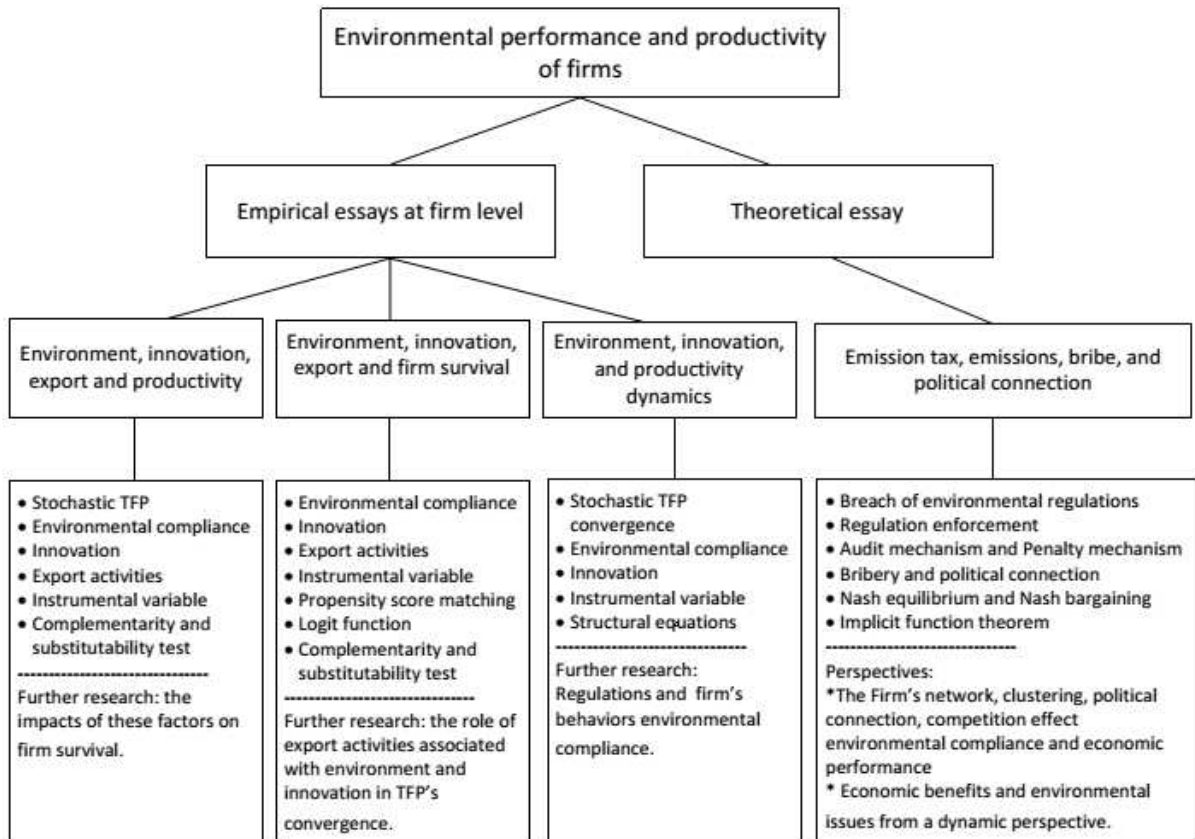 Environmental performance and productivity
of firms
Empirical essays at firm level
Theoretical essay
Environment, innovation,
export and productivity
Environment, innovation,
export and firm survival
Environment, innovation,
and productivity
dynamics
Emission tax, emissions, bribe, and
political connection
• Stochastic TFP
• Environmental compliance
• Innovation
• Export activities
• Instrumental variable
• Complementarity and
substitutability test
---------------------------------
Further research: the
impacts of these factors on
firm survival.
• Environmental compliance
• Innovation
• Export activities
• Instrumental variable
• Propensity score matching
• Logit function
• Complementarity and
substitutability test
---------------------------------
Further research: the role of
export activities associated
with environment and
innovation in TFP's
convergence.
• Stochastic TFP
convergence
• Environmental compliance
• Innovation
• Instrumental variable
• Structural equations
---------------------------------
Further research:
Regulations and firm's
behaviors environmental
compliance.
• Breach of environmental regulations
• Regulation enforcement
• Audit mechanism and Penalty mechanism
• Bribery and political connection
• Nash equilibrium and Nash bargaining
• Implicit function theorem
---------------------------------
Perspectives:
*The Firm's network, clustering, political
connection, competition effect
environmental compliance and economic
performance
* Economic benefits and environmental
issues from a dynamic perspective.